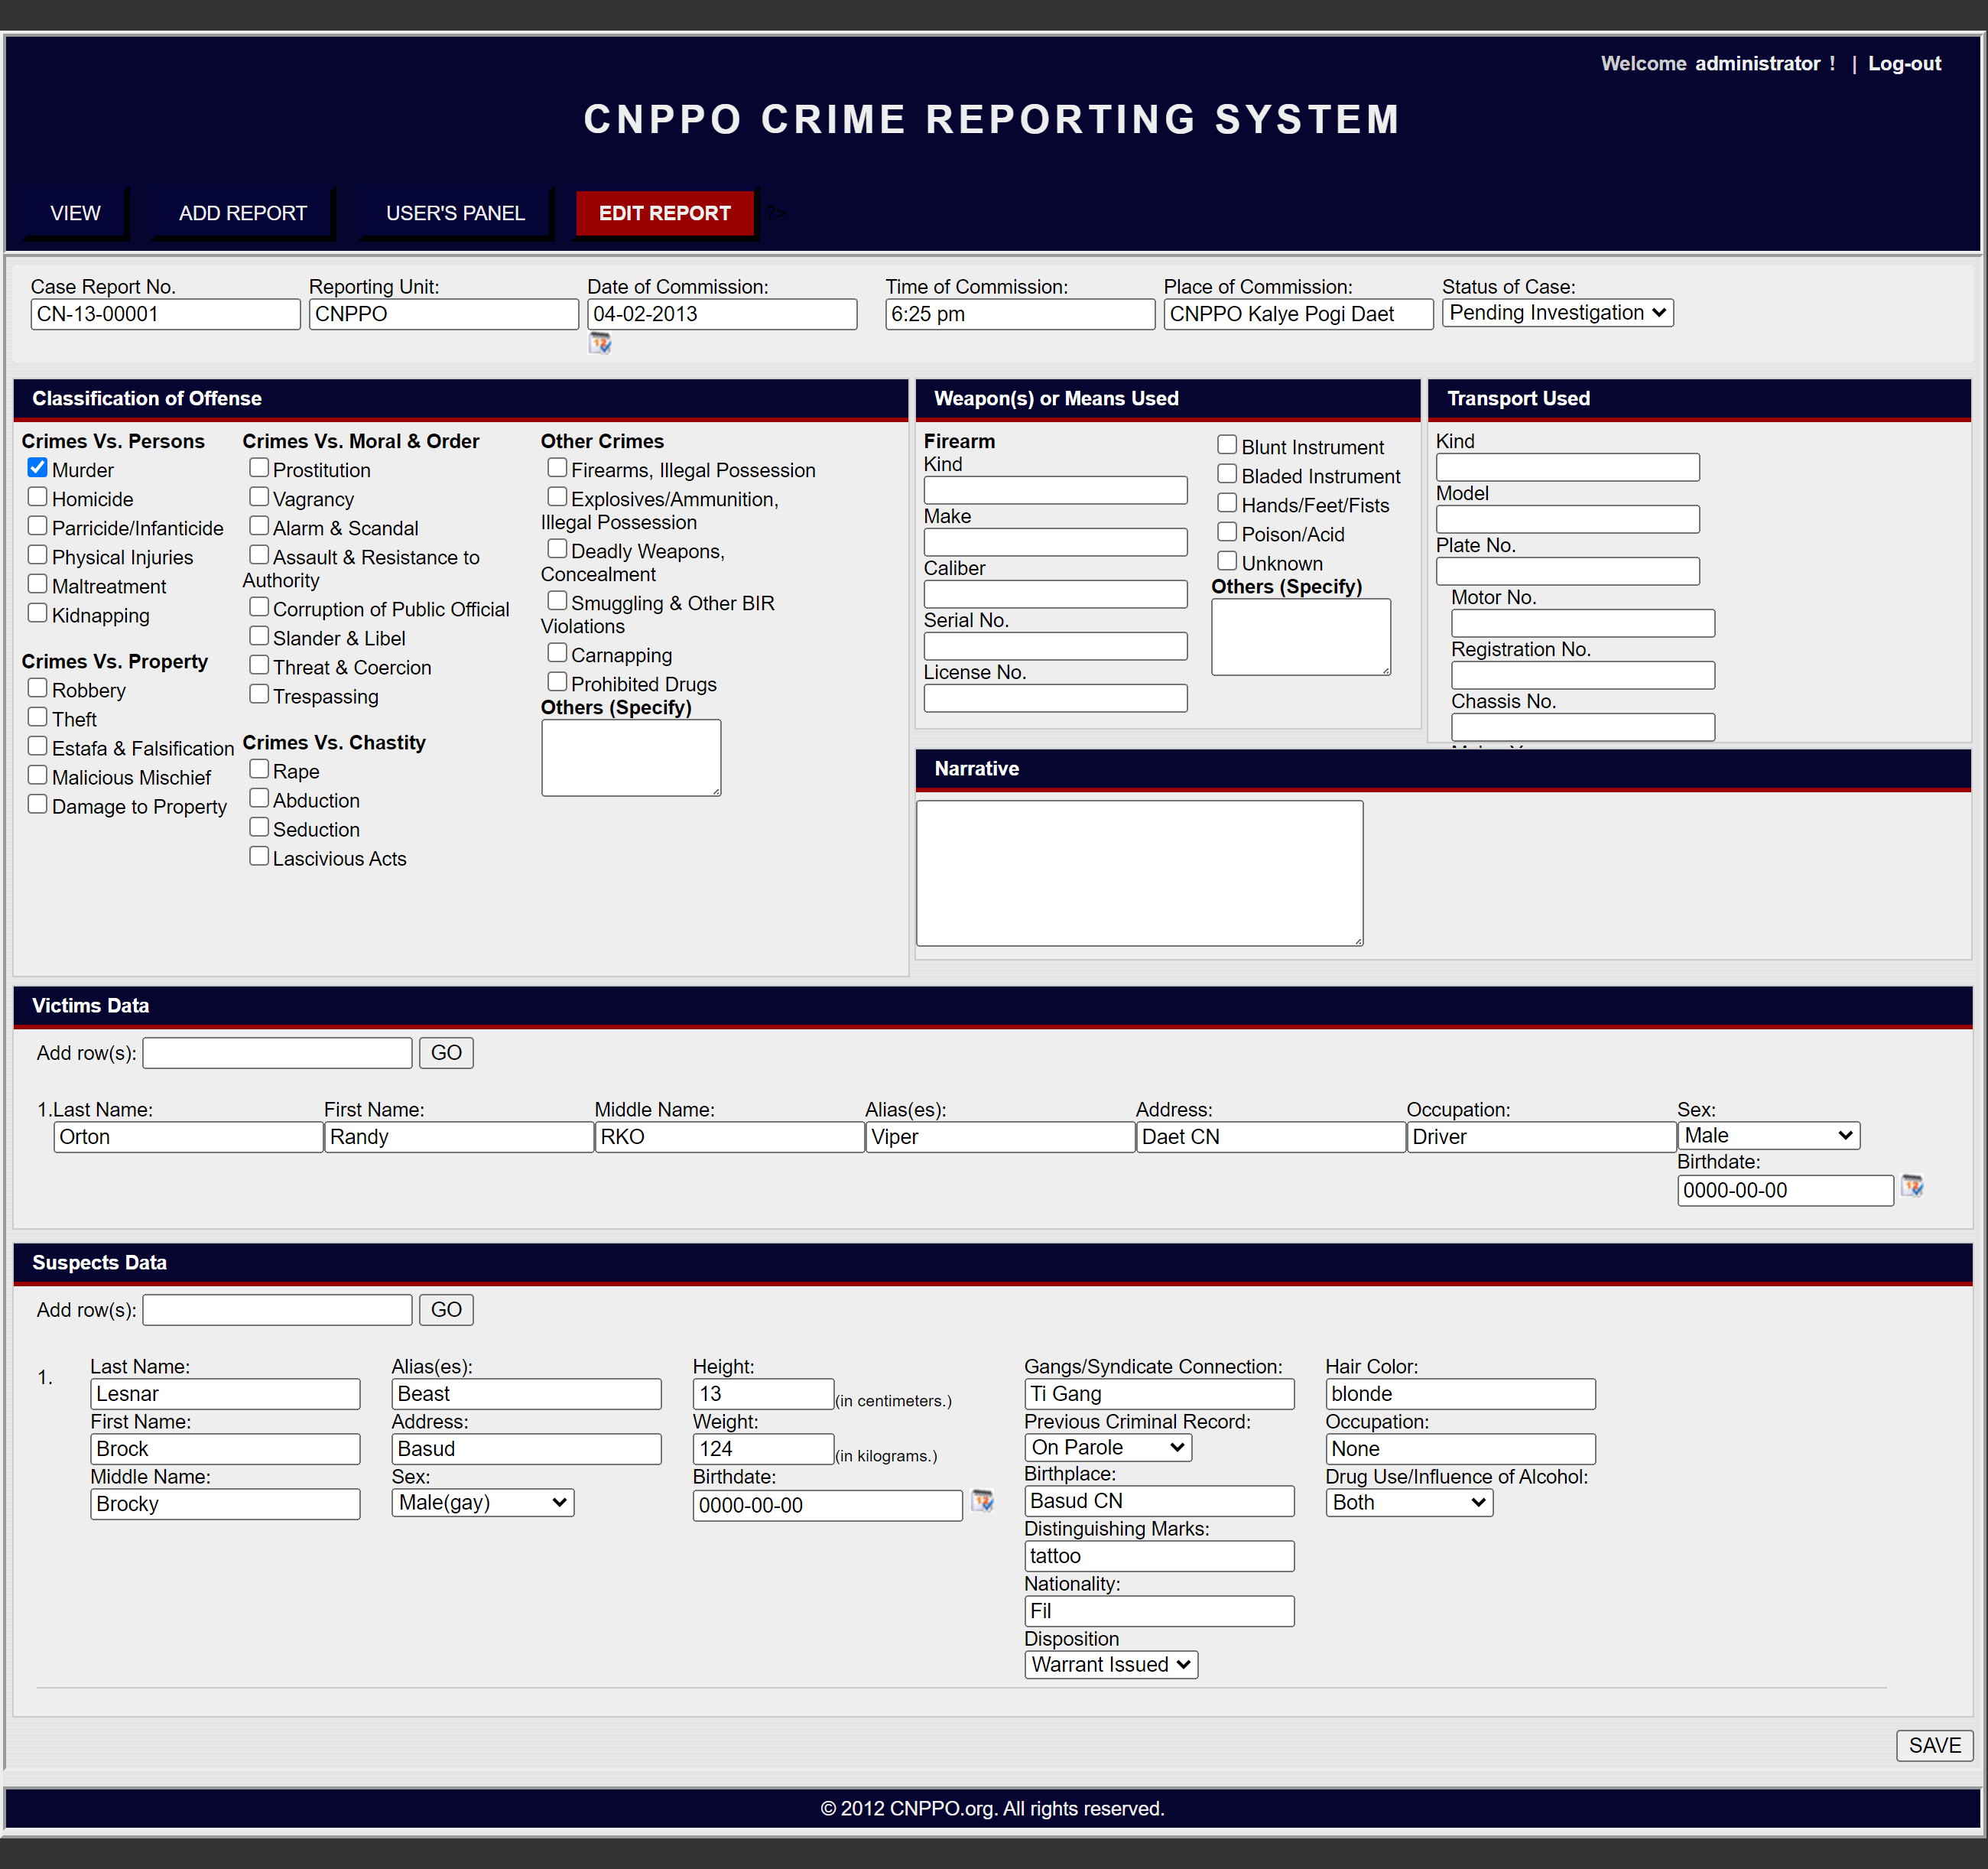 Welcome administrator ! | Log-out
CNPPO CRIME REPORTING SYSTEM
VIEW ADD REPORT USER'S PANEL EDIT REPORT ?>
Case Report No. Reporting Unit: Date of Commission: Time of Commission: Place of Commission: Status of Case:
CN-13-00001 CNPPO 04-02-2013 6:25 pm CNPPO Kalye Pogi Daet Pending Investigation
Classification of Offense
Crimes Vs. Persons
Murder
Homicide
Parricide/Infanticide
Physical Injuries
Maltreatment
Kidnapping
Crimes Vs. Property
Robbery
Theft
Estafa & Falsification
Malicious Mischief
Damage to Property
Crimes Vs. Moral & Order
Prostitution
Vagrancy
Alarm & Scandal
Assault & Resistance to
Authority
Corruption of Public Official
Slander & Libel
Threat & Coercion
Trespassing
Crimes Vs. Chastity
Rape
Abduction
Seduction
Lascivious Acts
Other Crimes
Firearms, Illegal Possession
Explosives/Ammunition,
Illegal Possession
Deadly Weapons,
Concealment
Smuggling & Other BIR
Violations
Carnapping
Prohibited Drugs
Others (Specify)
Weapon(s) or Means Used
Firearm
Kind
Make
Caliber
Serial No.
License No.
Blunt Instrument
Bladed Instrument
Hands/Feet/Fists
Poison/Acid
Unknown
Others (Specify)
Transport Used
Kind
Model
Plate No.
Motor No.
Registration No.
Chassis No.
Narrative
Victims Data
Add row(s): GO
1.Last Name: First Name: Middle Name: Alias(es): Address: Occupation: Sex:
Orton Randy RKO Viper Daet CN Driver Male
Birthdate:
0000-00-00
Suspects Data
Add row(s): GO
1.
Last Name:
Lesnar
First Name:
Brock
Middle Name:
Brocky
Alias(es):
Beast
Address:
Basud
Sex:
Male(gay)
Height:
13 (in centimeters.)
Weight:
124 (in kilograms.)
Birthdate:
0000-00-00
Gangs/Syndicate Connection:
Ti Gang
Previous Criminal Record:
On Parole
Birthplace:
Basud CN
Distinguishing Marks:
tattoo
Nationality:
Fil
Disposition
Warrant Issued
Hair Color:
blonde
Occupation:
None
Drug Use/Influence of Alcohol:
Both
SAVE
© 2012 CNPPO.org. All rights reserved.